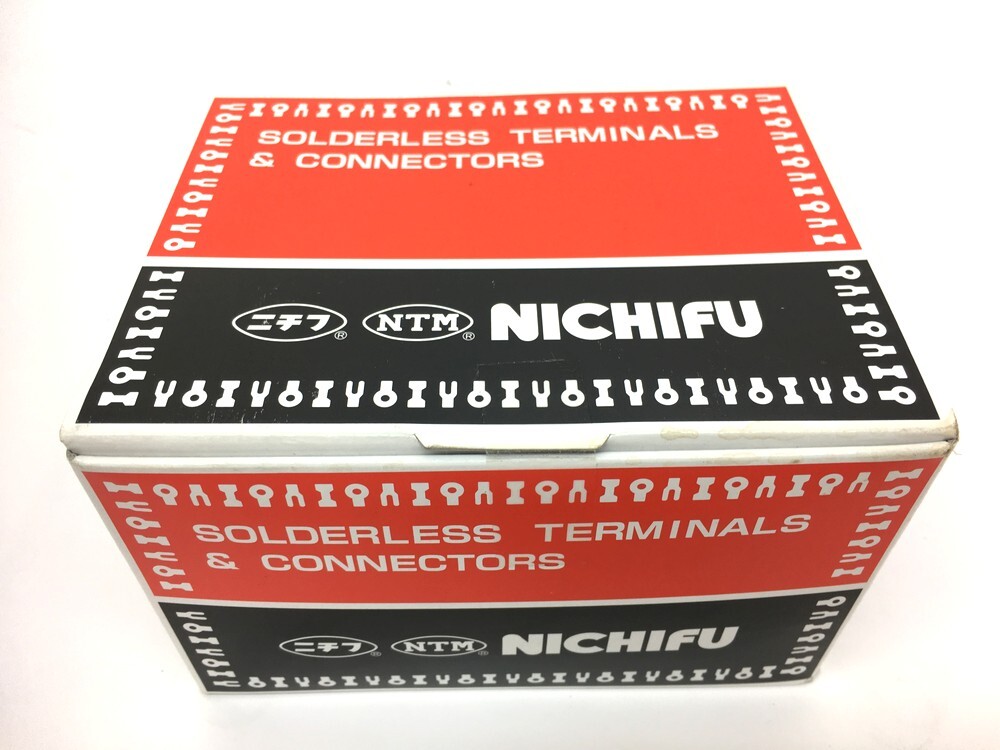 SOLDERLESS TERMINALS
& CONNECTORS
ニチフ® NTM® NICHIFU
SOLDERLESS TERMINALS
& CONNECTORS
ニチフ® NTM® NICHIFU